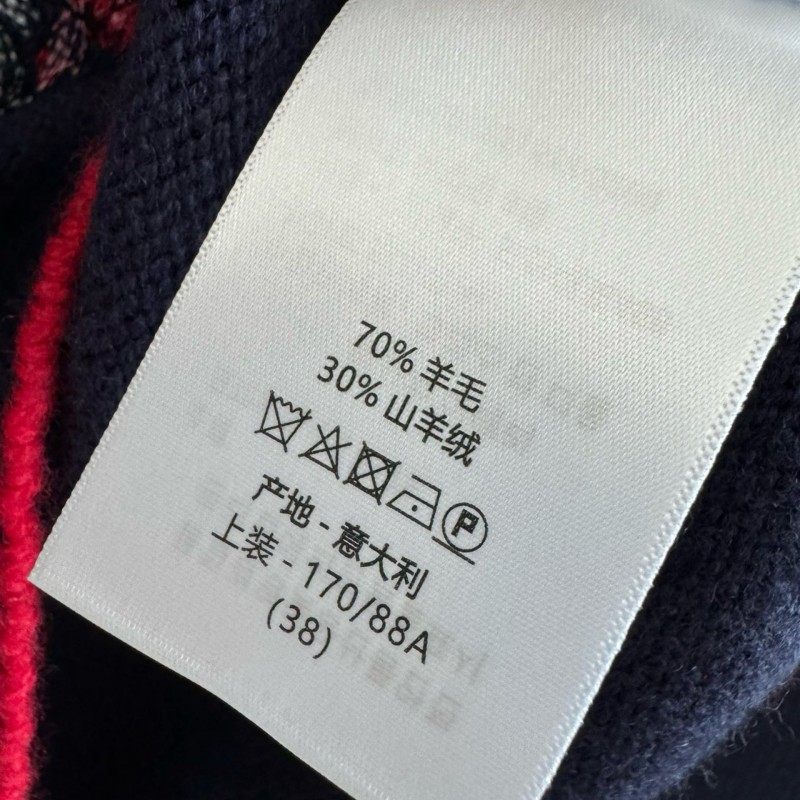 70% 羊毛
30% 山羊绒
P
产地 - 意大利
上装 - 170/88A
(38)